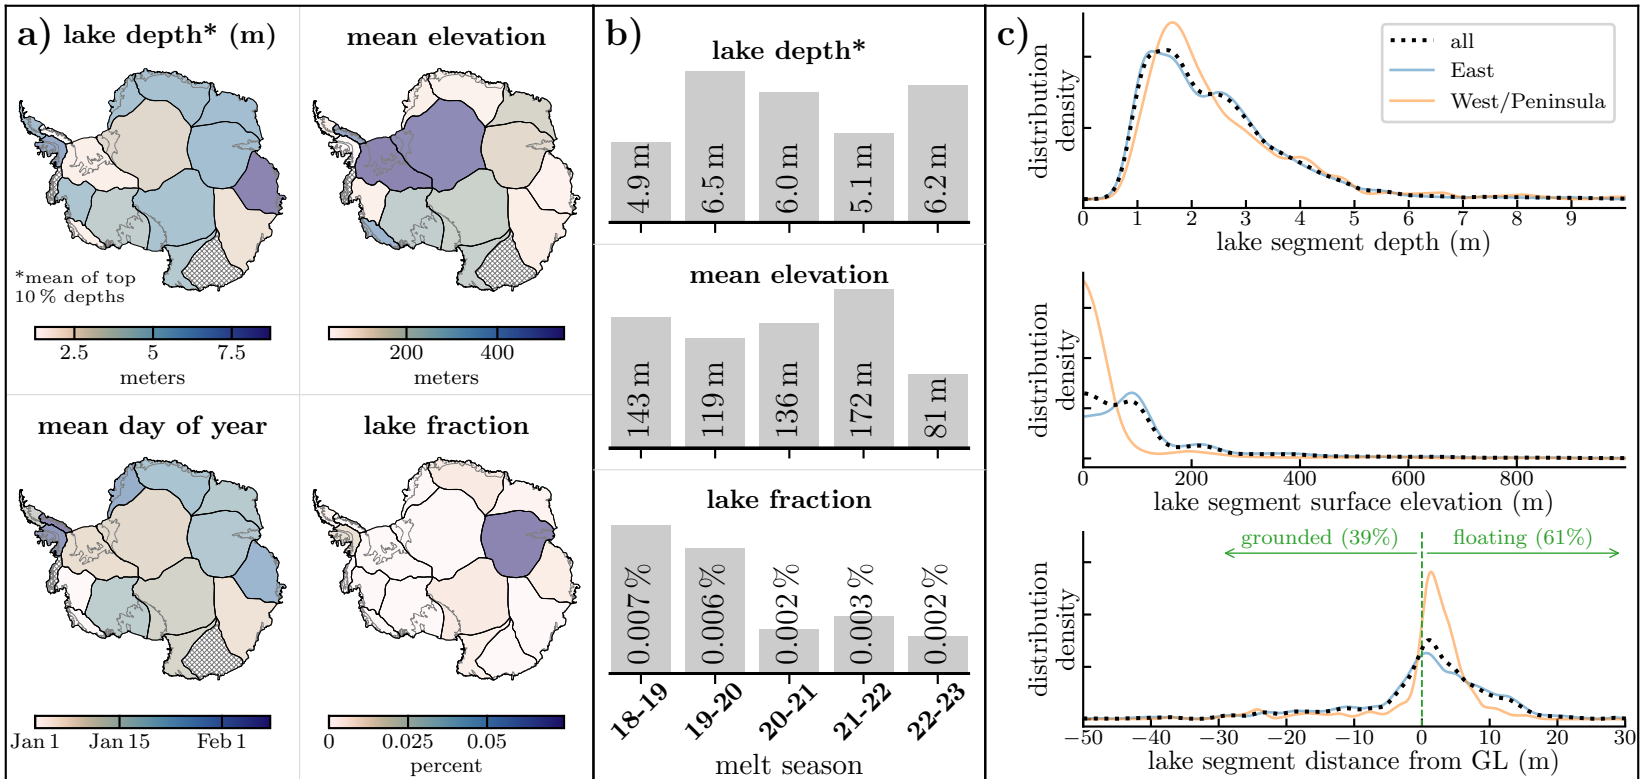 a)
lake depth* (m)
mean elevation
*mean of top
10 % depths
2.5 5 7.5
meters
200 400
meters
mean day of year
lake fraction
Jan 1 Jan 15 Feb 1
0 0.025 0.05
percent
b)
lake depth*
4.9 m 6.5 m 6.0 m 5.1 m 6.2 m
mean elevation
143 m 119 m 136 m 172 m 81 m
lake fraction
0.007 % 0.006 % 0.002 % 0.003 % 0.002 %
18-19 19-20 20-21 21-22 22-23
melt season
c)
distribution
density
all
East
West/Peninsula
0 1 2 3 4 5 6 7 8 9
lake segment depth (m)
distribution
density
0 200 400 600 800
lake segment surface elevation (m)
distribution
density
grounded (39%) floating (61%)
−50 −40 −30 −20 −10 0 10 20 30
lake segment distance from GL (m)